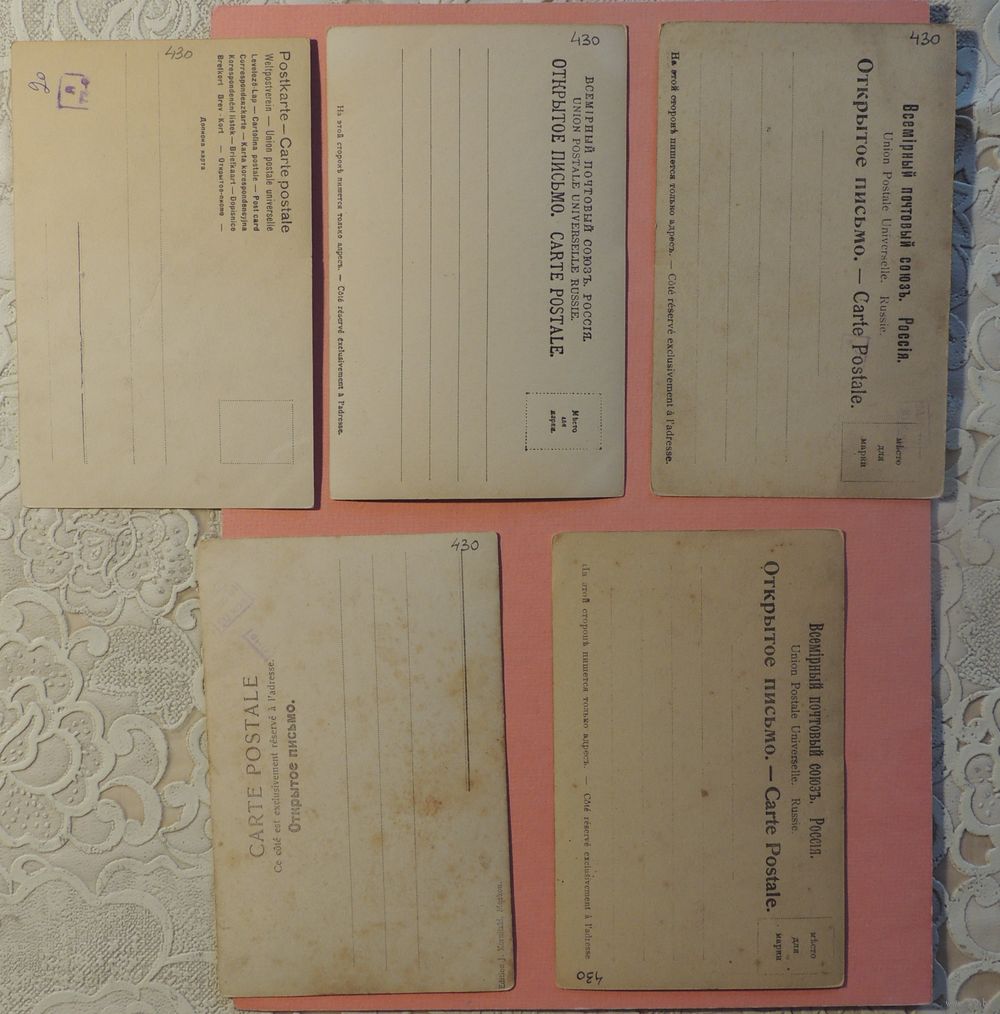 430
Postkarte — Carte postale
Weltpostverein — Union postale universelle
Levelező-Lap — Cartolina postale — Post card
Correspondenzkarte — Karta korespondencyjna
Korespondenční lístek — Briefkaart — Dopisnice
Brefkort Brev-Kort — Открытое-письмо —
Дописна карта
430
ВСЕМІРНЫЙ ПОЧТОВЫЙ СОЮЗЪ. РОССІЯ.
UNION POSTALE UNIVERSELLE RUSSIE.
ОТКРЫТОЕ ПИСЬМО. CARTE POSTALE.
Мѣсто
для
марки.
На этой сторонѣ пишется только адресъ. — Côté réservé exclusivement à l'adresse.
430
Всемірный почтовый союзъ. Россія.
Union Postale Universelle. Russie.
Открытое письмо. — Carte Postale.
мѣсто
для
марки
На этой сторонѣ пишется только адресъ. — Côté réservé exclusivement à l'adresse.
430
CARTE POSTALE
Ce côté est exclusivement réservé à l'adresse.
Открытое письмо.
Всемірный почтовый союзъ. Россія.
Union Postale Universelle. Russie.
Открытое письмо. — Carte Postale.
мѣсто
для
марки
На этой сторонѣ пишется только адресъ. — Côté réservé exclusivement à l'adresse
430